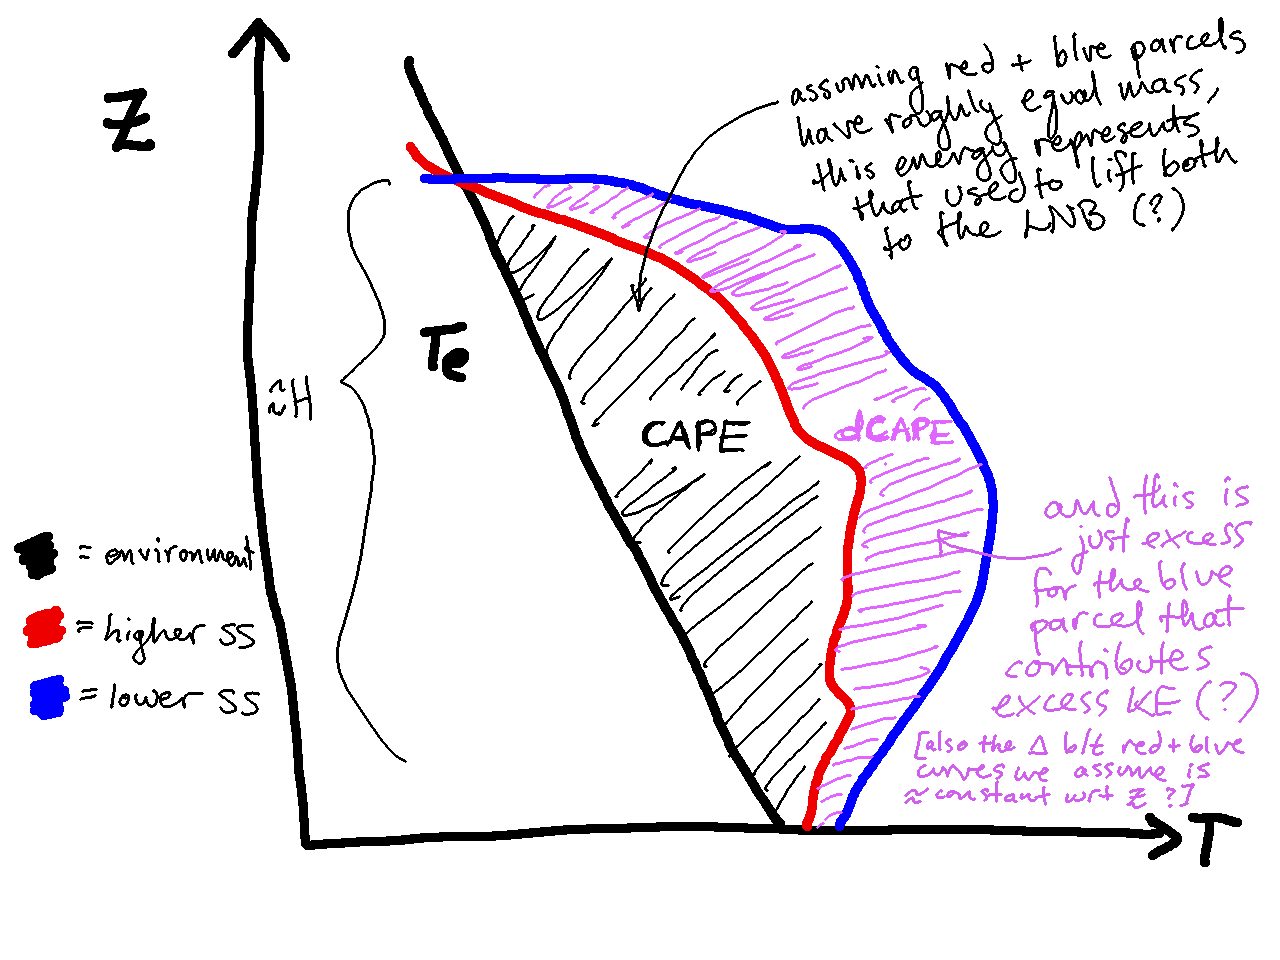 Z
assuming red + blue parcels
have roughly equal mass,
this energy represents
that used to lift both
to the LNB (?)
Te
≈H
CAPE
dCAPE
and this is
just excess
for the blue
parcel that
contributes
excess KE (?)
[also the Δ b/t red + blue
curves we assume is
≈ constant wrt z ?]
= environment
= higher SS
= lower SS
T